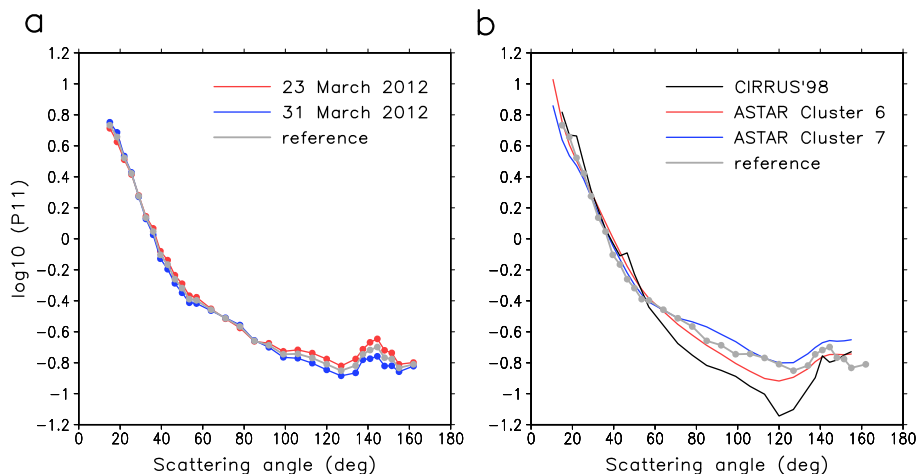 a
1.2
1
0.8
0.6
0.4
0.2
0
−0.2
−0.4
−0.6
−0.8
−1
−1.2
0 20 40 60 80 100 120 140 160 180
log10 (P11)
Scattering angle (deg)
23 March 2012
31 March 2012
reference
b
1.2
1
0.8
0.6
0.4
0.2
0
−0.2
−0.4
−0.6
−0.8
−1
−1.2
0 20 40 60 80 100 120 140 160 180
Scattering angle (deg)
CIRRUS'98
ASTAR Cluster 6
ASTAR Cluster 7
reference